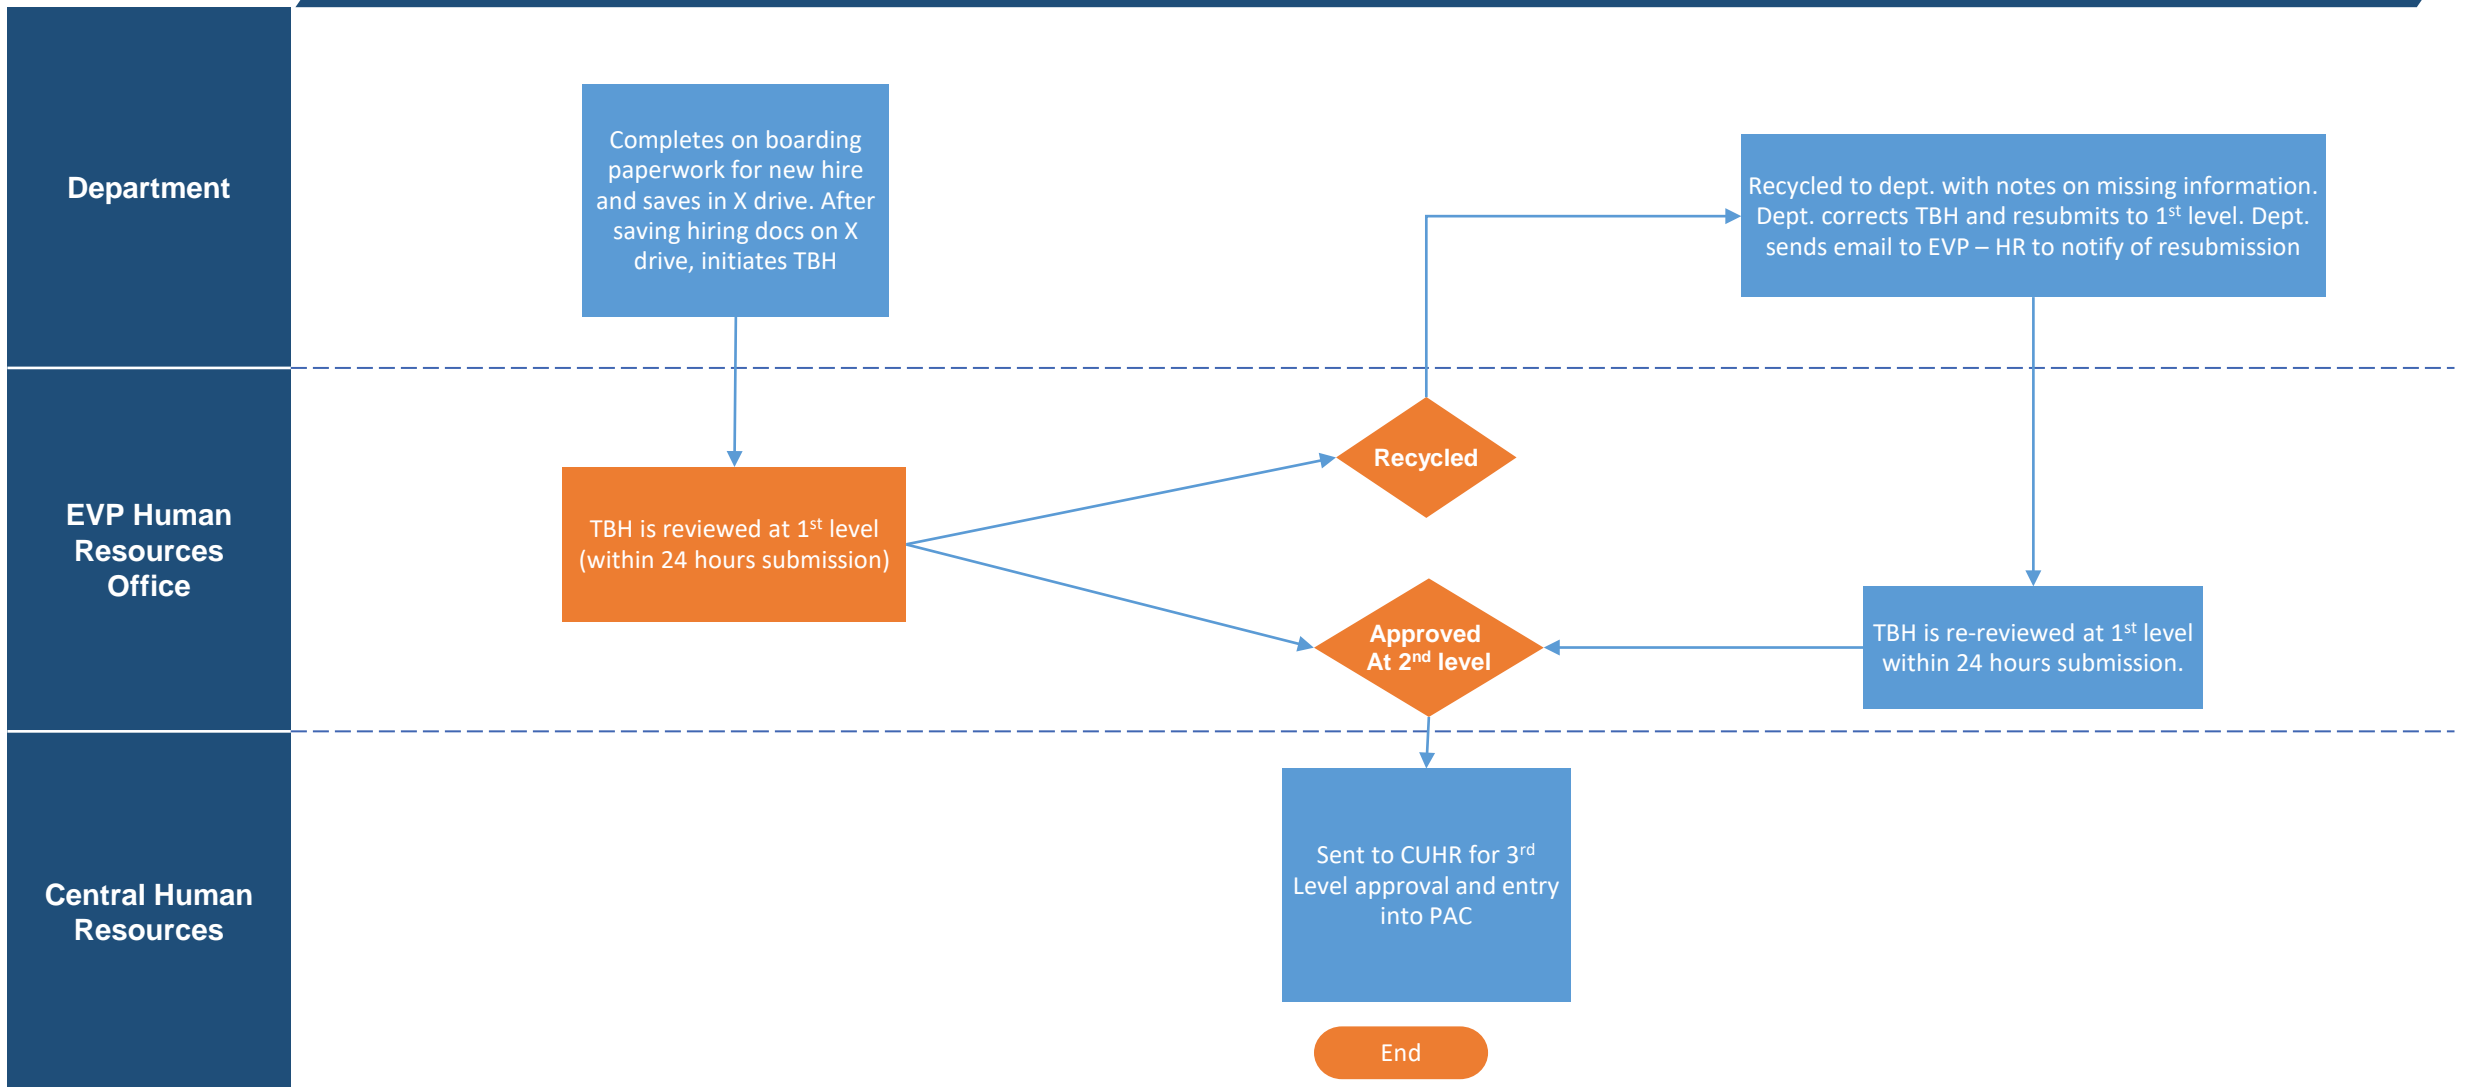 Department
Completes on boarding
paperwork for new hire
and saves in X drive. After
saving hiring docs on X
drive, initiates TBH
Recycled to dept. with notes on missing information.
Dept. corrects TBH and resubmits to 1st level. Dept.
sends email to EVP – HR to notify of resubmission
EVP Human
Resources
Office
TBH is reviewed at 1st level
(within 24 hours submission)
Recycled
Approved
At 2nd level
TBH is re-reviewed at 1st level
within 24 hours submission.
Central Human
Resources
Sent to CUHR for 3rd
Level approval and entry
into PAC
End